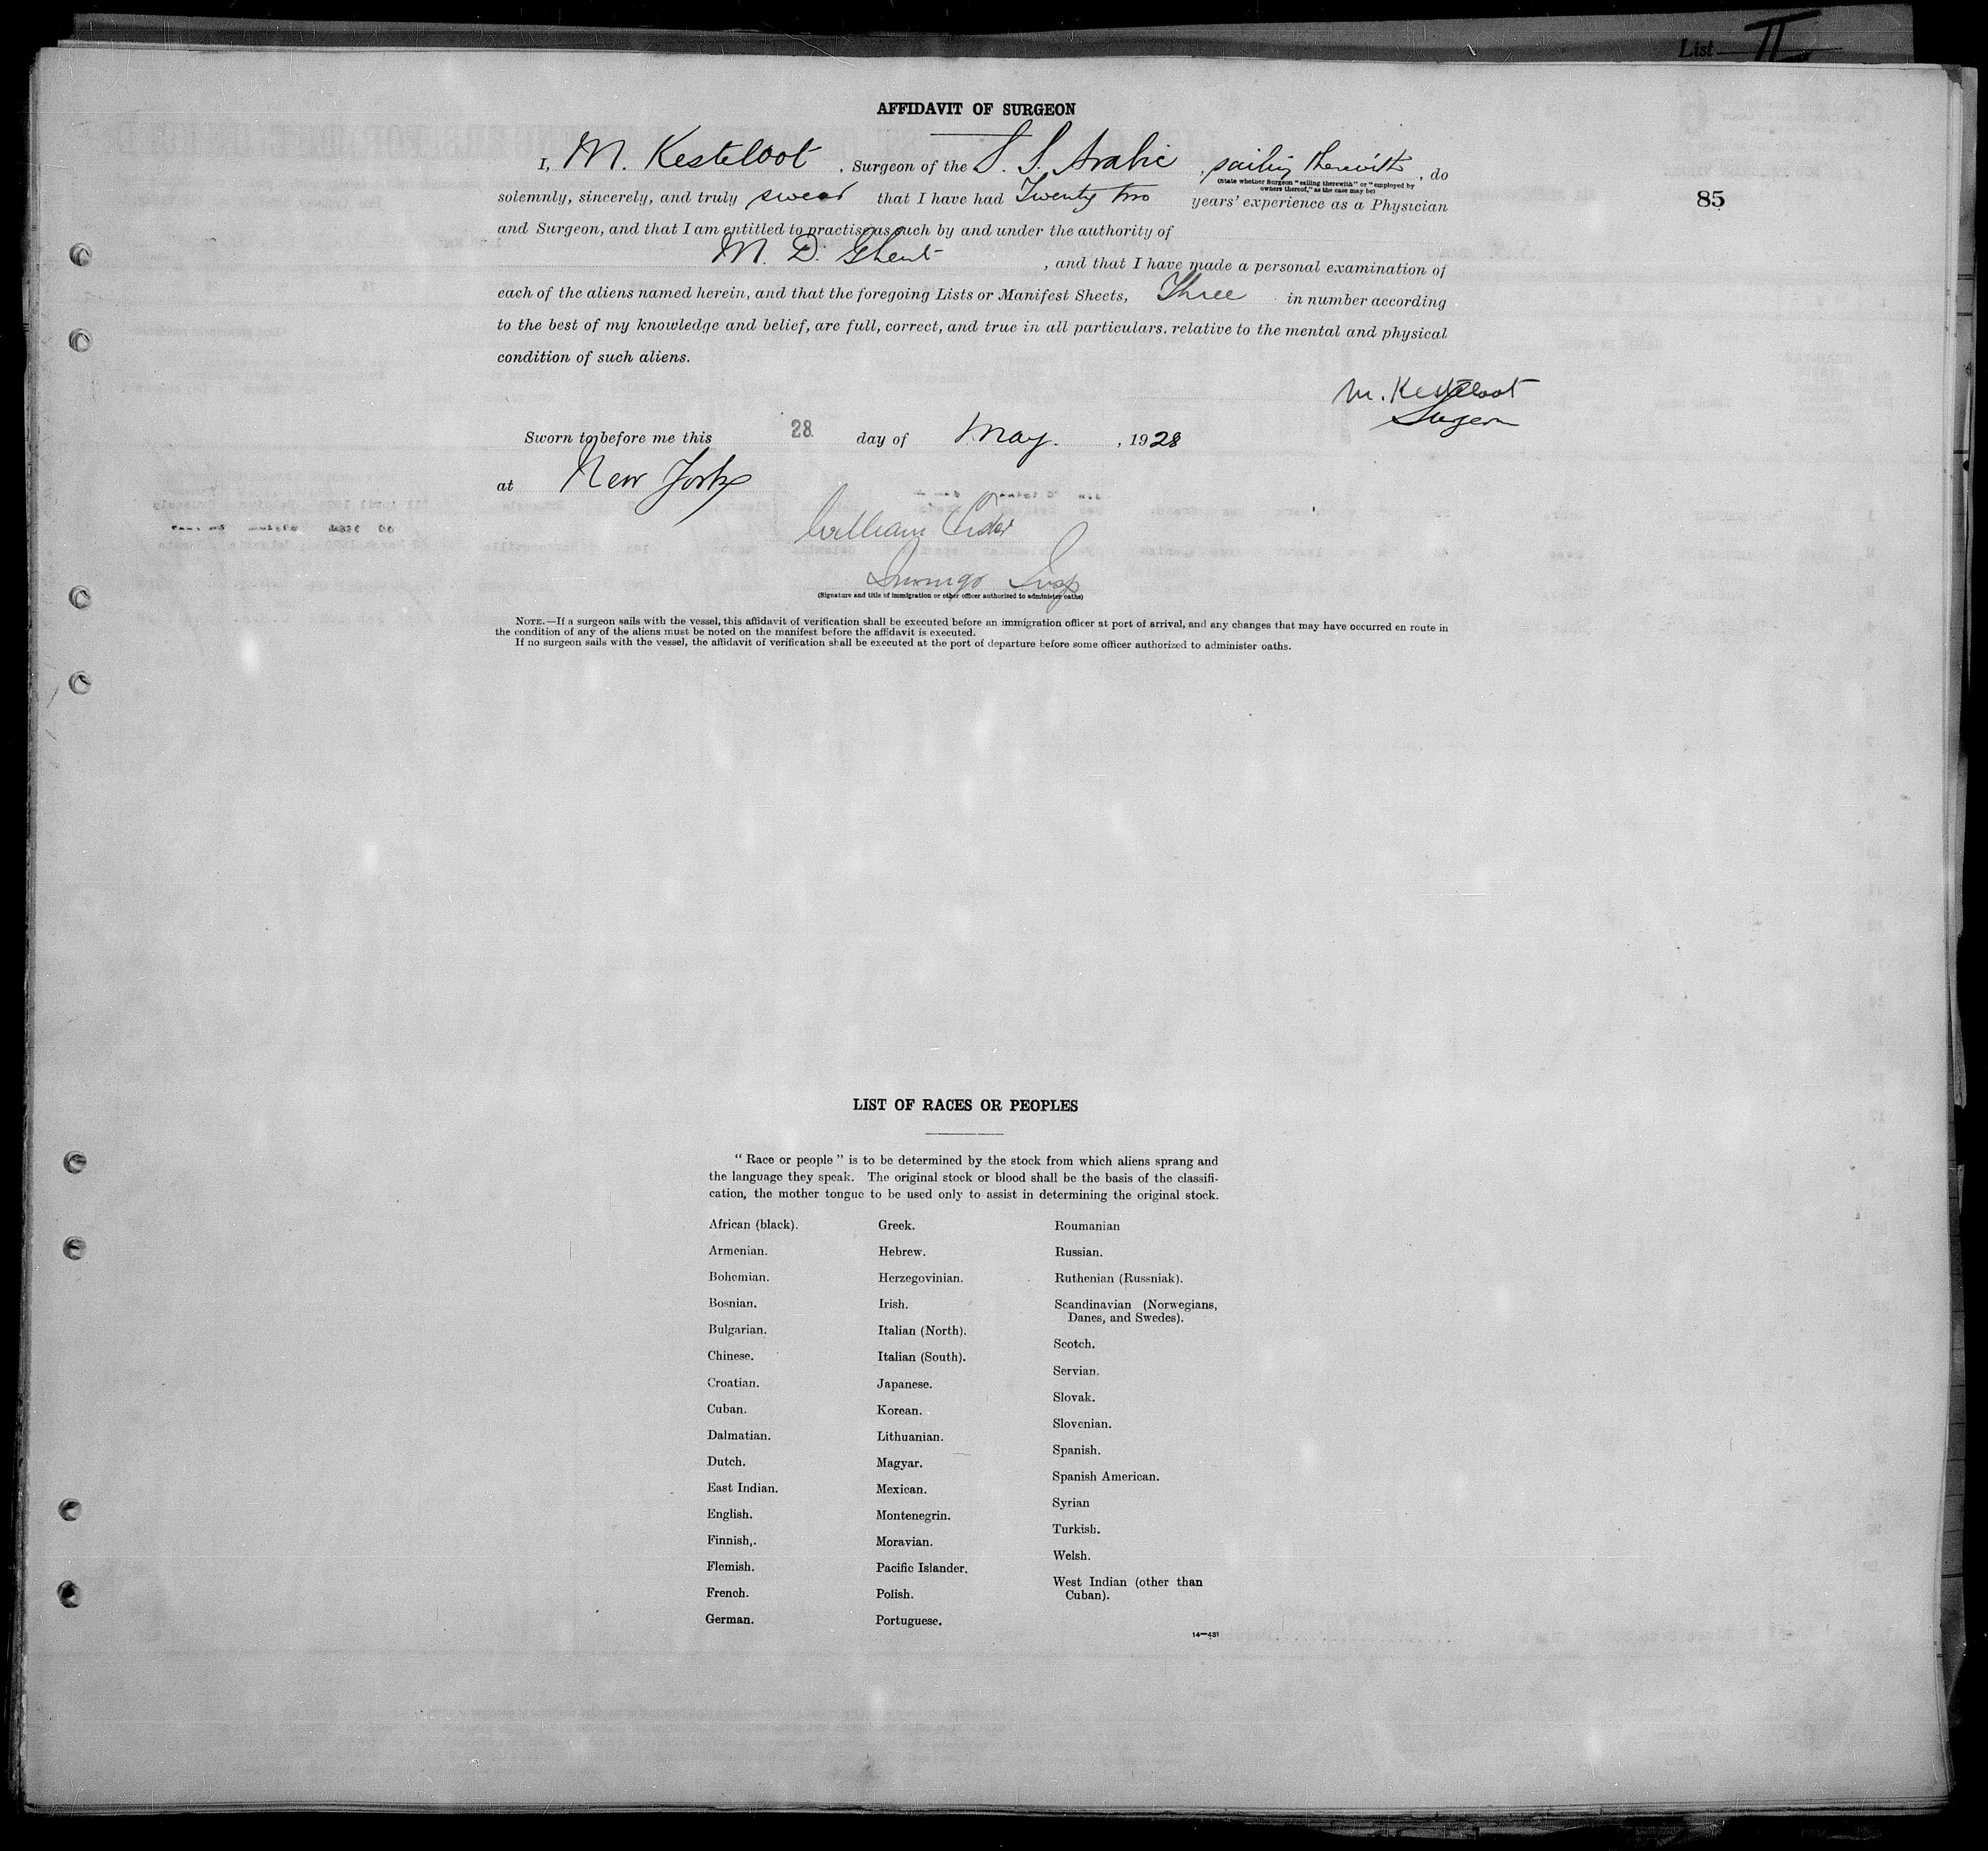 List II
AFFIDAVIT OF SURGEON
I, M. Kesteloot, Surgeon of the S. S. Arabic, sailing therewith, do
(State whether Surgeon "sailing therewith" or "employed by
owners thereof," as the case may be)
85
solemnly, sincerely, and truly swear that I have had Twenty two years' experience as a Physician
and Surgeon, and that I am entitled to practise as such by and under the authority of
M. D. Ghent, and that I have made a personal examination of
each of the aliens named herein, and that the foregoing Lists or Manifest Sheets, Three in number according
to the best of my knowledge and belief, are full, correct, and true in all particulars, relative to the mental and physical
condition of such aliens.
M. Kesteloot
Surgeon
Sworn to before me this 28 day of May, 1928
at New York
William
Immigr Insp
(Signature and title of immigration or other officer authorized to administer oaths)
NOTE.—If a surgeon sails with the vessel, this affidavit of verification shall be executed before an immigration officer at port of arrival, and any changes that may have occurred en route in
the condition of any of the aliens must be noted on the manifest before the affidavit is executed.
If no surgeon sails with the vessel, the affidavit of verification shall be executed at the port of departure before some officer authorized to administer oaths.
LIST OF RACES OR PEOPLES
"Race or people" is to be determined by the stock from which aliens sprang and
the language they speak. The original stock or blood shall be the basis of the classifi-
cation, the mother tongue to be used only to assist in determining the original stock.
African (black).
Armenian.
Bohemian.
Bosnian.
Bulgarian.
Chinese.
Croatian.
Cuban.
Dalmatian.
Dutch.
East Indian.
English.
Finnish,.
Flemish.
French.
German.
Greek.
Hebrew.
Herzegovinian.
Irish.
Italian (North).
Italian (South).
Japanese.
Korean.
Lithuanian.
Magyar.
Mexican.
Montenegrin.
Moravian.
Pacific Islander.
Polish.
Portuguese.
Roumanian
Russian.
Ruthenian (Russniak).
Scandinavian (Norwegians,
Danes, and Swedes).
Scotch.
Servian.
Slovak.
Slovenian.
Spanish.
Spanish American.
Syrian
Turkish.
Welsh.
West Indian (other than
Cuban).
14—431